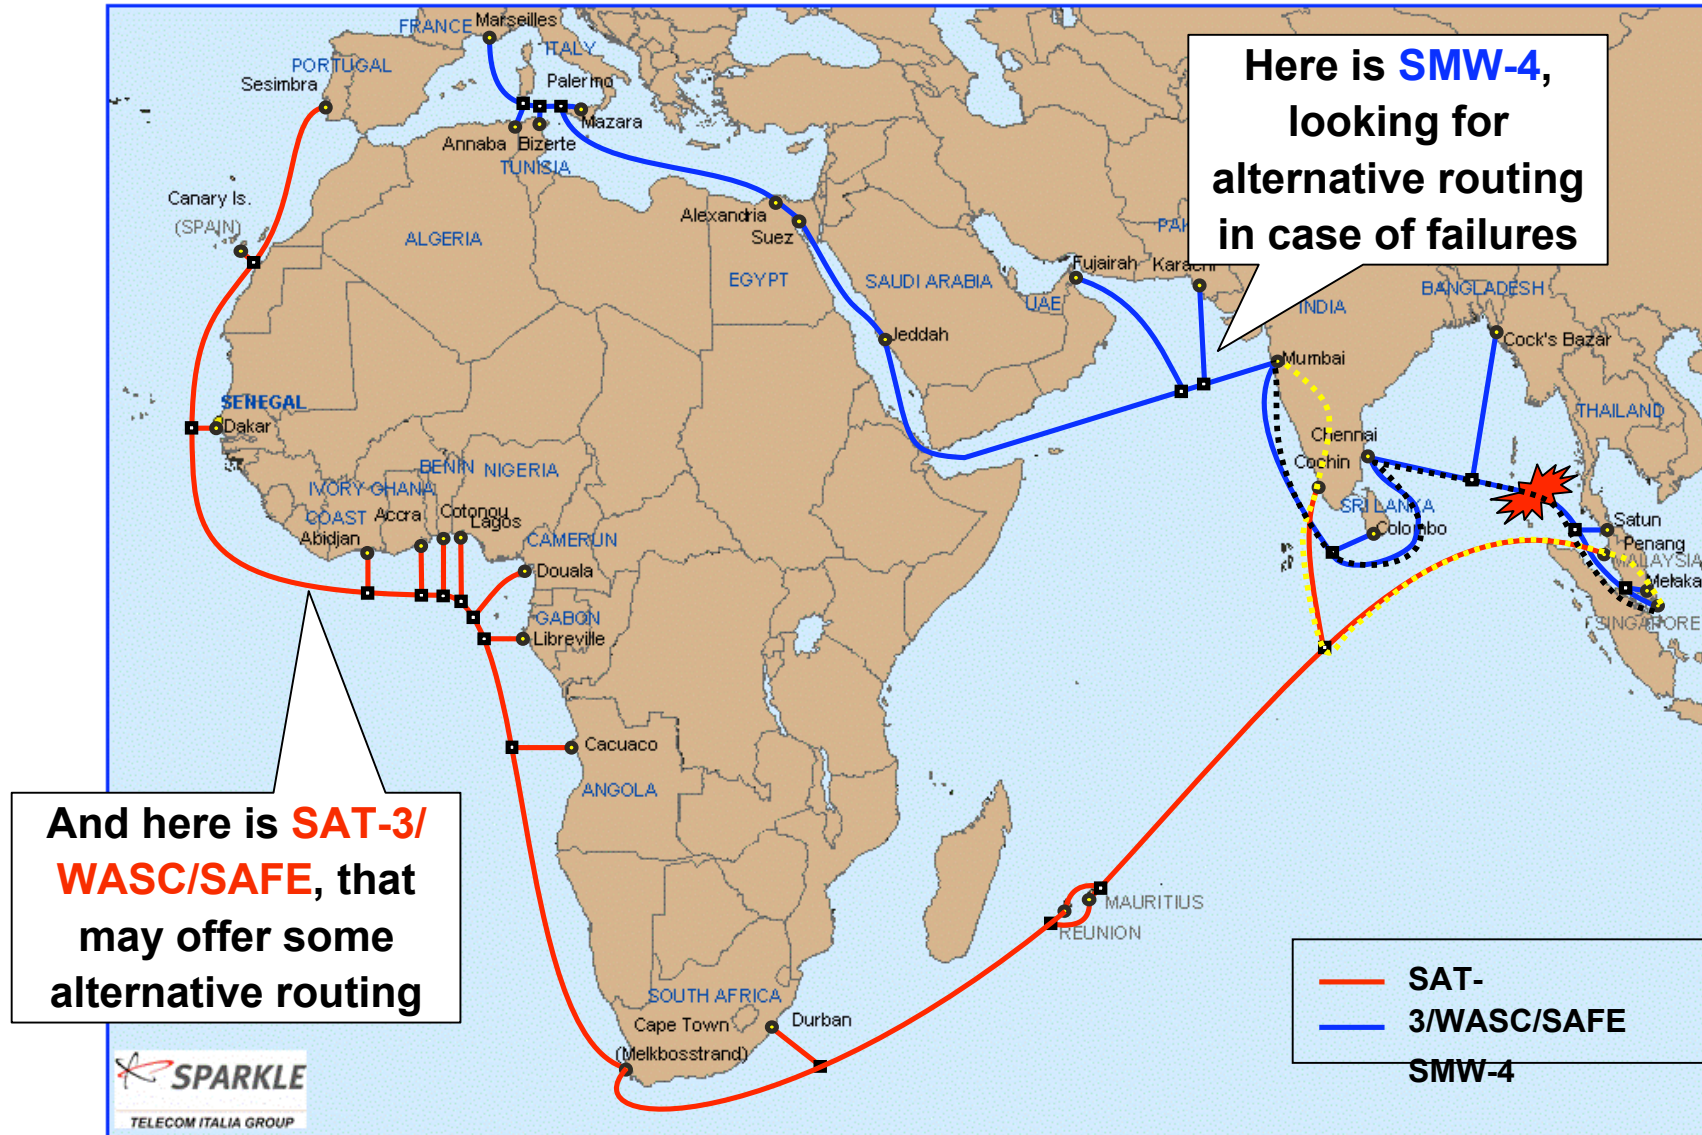 FRANCE
Marseilles
ITALY
PORTUGAL
Sesimbra
Palermo
Mazara
Annaba
Bizerte
TUNISIA
Here is SMW-4,
looking for
alternative routing
in case of failures
Canary Is.
(SPAIN)
ALGERIA
Alexandria
Suez
EGYPT
SAUDI ARABIA
Fujairah
Karachi
PAK
UAE
INDIA
BANGLADESH
Jeddah
Mumbai
Cock's Bazar
SENEGAL
Dakar
THAILAND
Chennai
Cochin
BENIN
NIGERIA
IVORY
GHANA
COAST
Accra
Cotonou
Lagos
Abidjan
CAMERUN
Douala
SRI LANKA
Colombo
Satun
Penang
MALAYSIA
Melaka
SINGAPORE
GABON
Libreville
Cacuaco
ANGOLA
And here is SAT-3/
WASC/SAFE, that
may offer some
alternative routing
MAURITIUS
REUNION
SOUTH AFRICA
Cape Town
(Melkbosstrand)
Durban
SAT-
3/WASC/SAFE
SMW-4
SPARKLE
TELECOM ITALIA GROUP